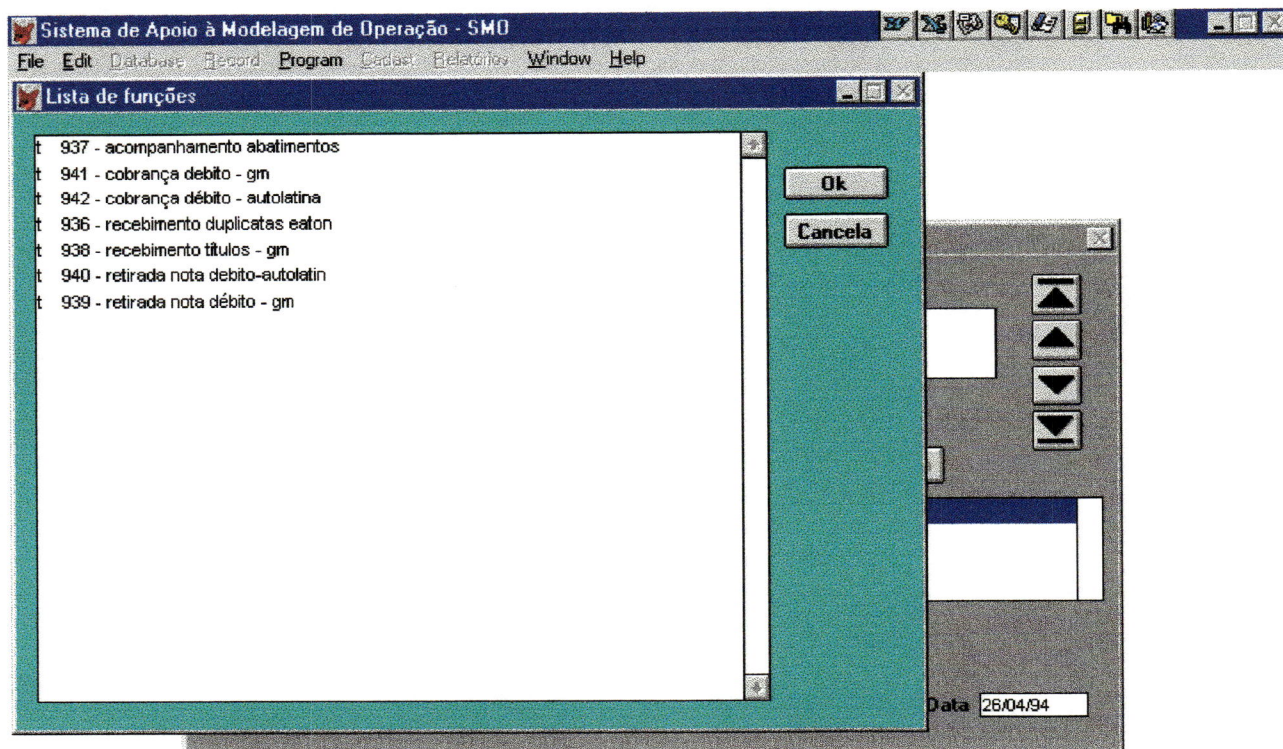 Sistema de Apoio à Modelagem de Operação - SMO
File Edit Database Record Program Cadast Relatórios Window Help
Lista de funções
t 937 - acompanhamento abatimentos
t 941 - cobrança debito - gm
t 942 - cobrança débito - autolatina
t 936 - recebimento duplicatas eaton
t 938 - recebimento títulos - gm
t 940 - retirada nota debito-autolatin
t 939 - retirada nota débito - gm
Ok
Cancela
Data 26/04/94